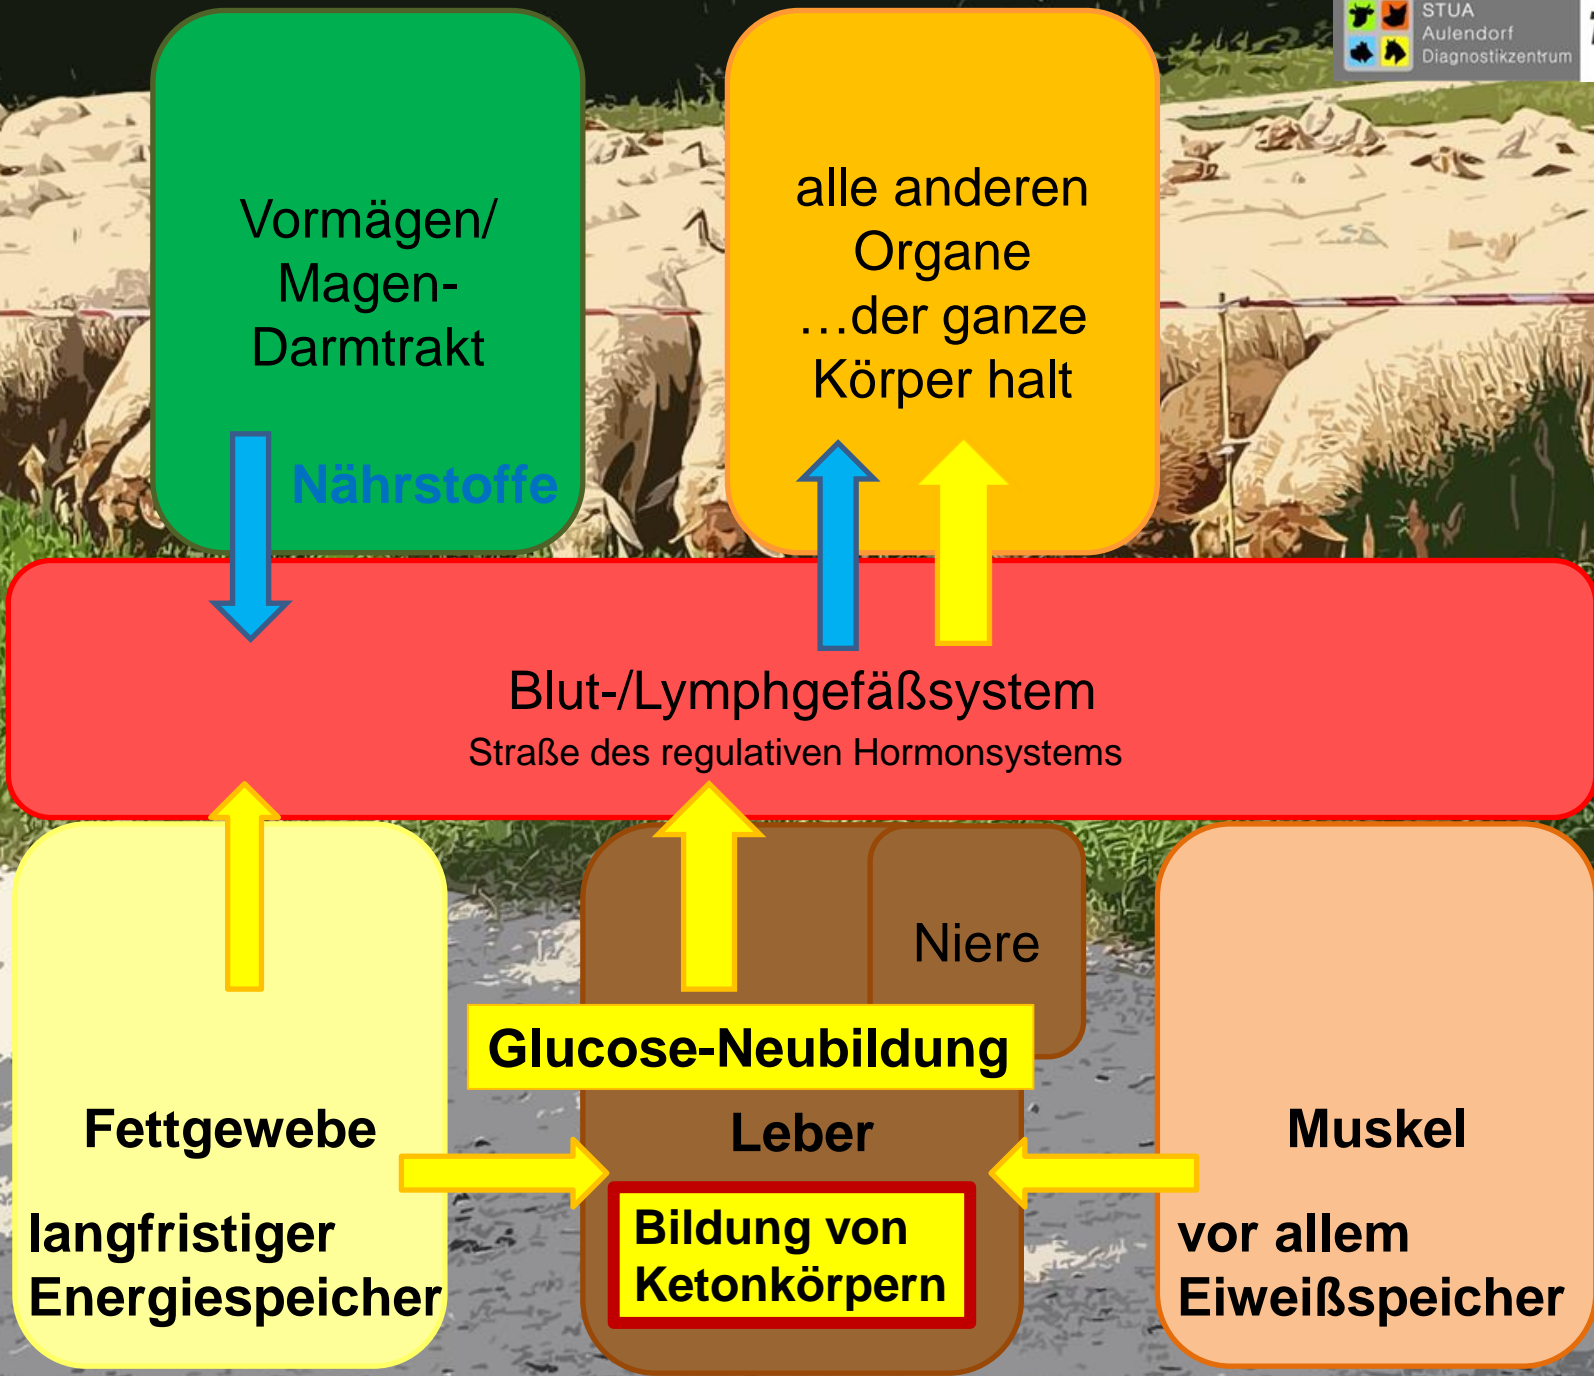 STUA
Aulendorf
Diagnostikzentrum
Vormägen/
Magen-
Darmtrakt
Nährstoffe
alle anderen
Organe
…der ganze
Körper halt
Blut-/Lymphgefäßsystem
Straße des regulativen Hormonsystems
Niere
Glucose-Neubildung
Fettgewebe
langfristiger
Energiespeicher
Leber
Bildung von
Ketonkörpern
Muskel
vor allem
Eiweißspeicher